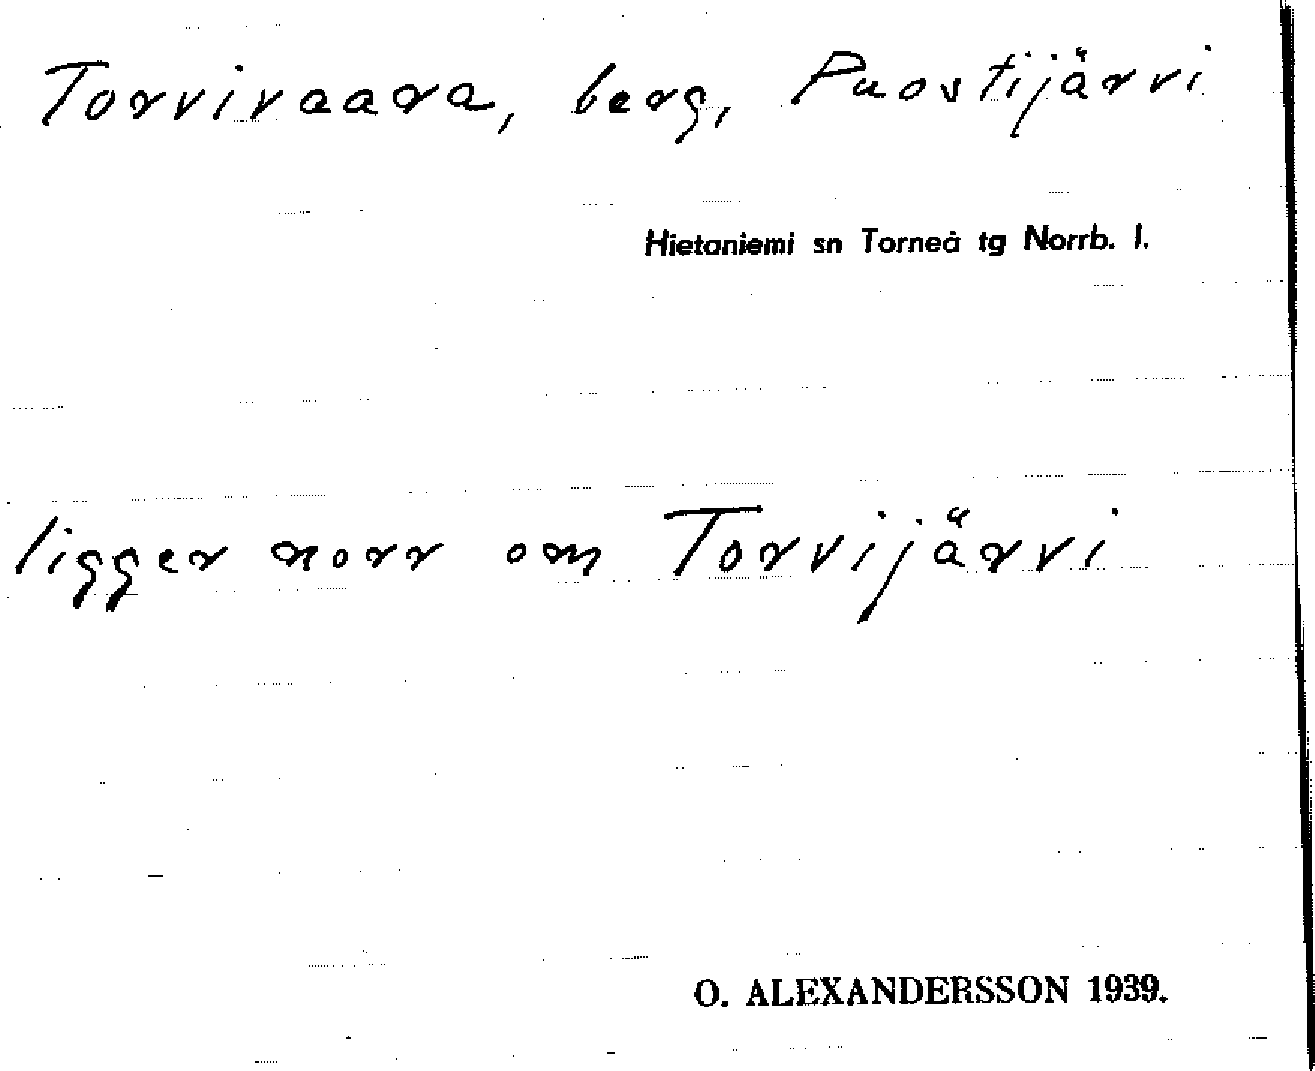 Torvivaara, berg, Puostijärvi
Hietaniemi sn Torneå tg Norrb. l.
ligger norr om Torvijärvi
O. ALEXANDERSSON 1939.